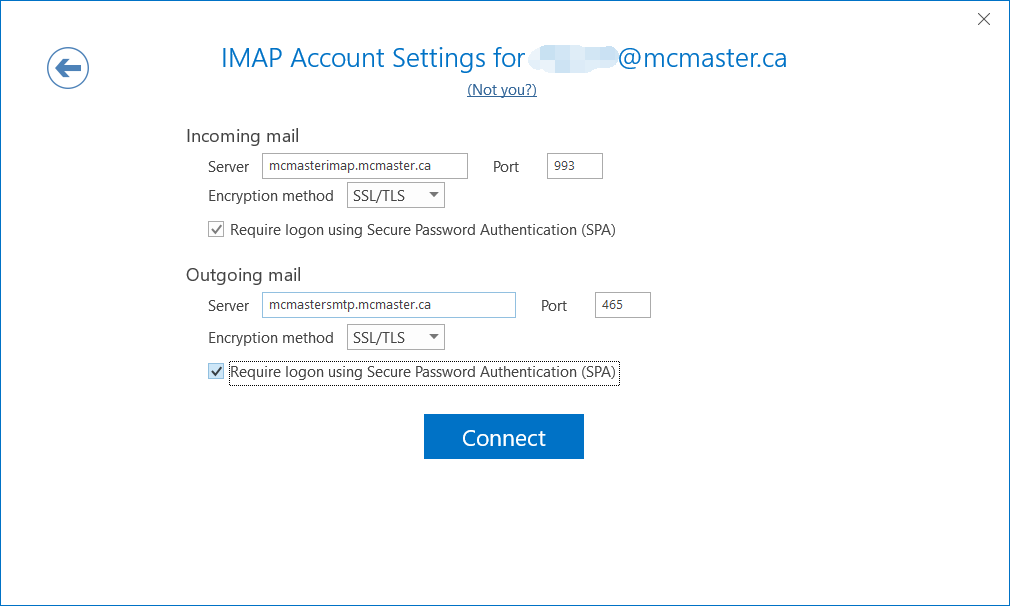 IMAP Account Settings for @mcmaster.ca
(Not you?)
Incoming mail
Server mcmasterimap.mcmaster.ca Port 993
Encryption method SSL/TLS
Require logon using Secure Password Authentication (SPA)
Outgoing mail
Server mcmastersmtp.mcmaster.ca Port 465
Encryption method SSL/TLS
Require logon using Secure Password Authentication (SPA)
Connect